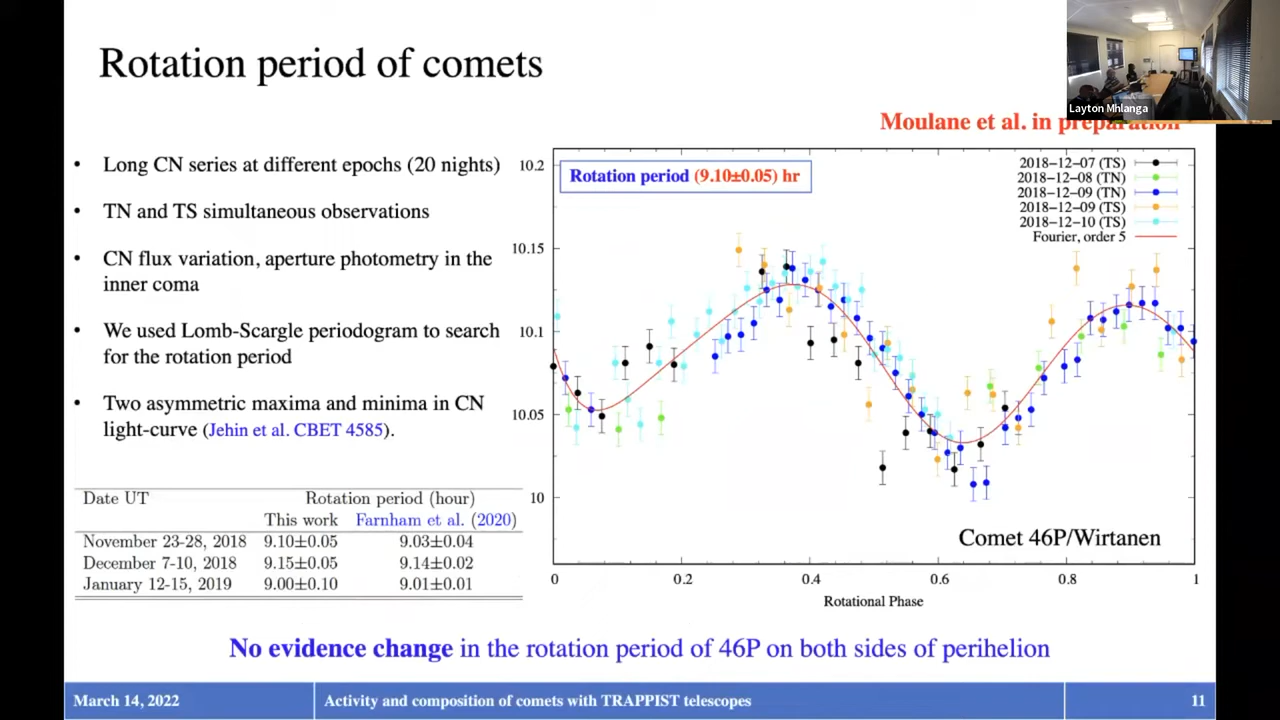 Rotation period of comets
Layton Mhlanga
Moulane et al. in preparation
• Long CN series at different epochs (20 nights)
• TN and TS simultaneous observations
• CN flux variation, aperture photometry in the
inner coma
• We used Lomb-Scargle periodogram to search
for the rotation period
• Two asymmetric maxima and minima in CN
light-curve (Jehin et al. CBET 4585).
Date UT Rotation period (hour)
This work Farnham et al. (2020)
November 23-28, 2018 9.10±0.05 9.03±0.04
December 7-10, 2018 9.15±0.05 9.14±0.02
January 12-15, 2019 9.00±0.10 9.01±0.01
Rotation period (9.10±0.05) hr
2018–12–07 (TS)
2018–12–08 (TN)
2018–12–09 (TN)
2018–12–09 (TS)
2018–12–10 (TS)
Fourier, order 5
10.2
10.15
10.1
10.05
10
Comet 46P/Wirtanen
0 0.2 0.4 0.6 0.8 1
Rotational Phase
No evidence change in the rotation period of 46P on both sides of perihelion
March 14, 2022 Activity and composition of comets with TRAPPIST telescopes 11